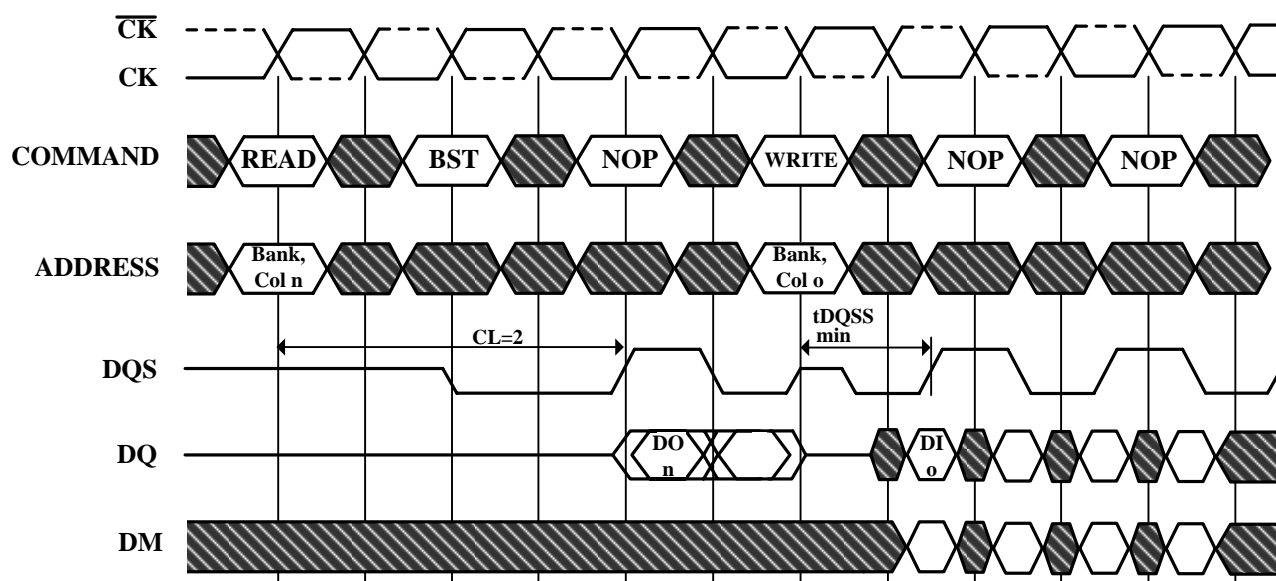 CK
CK
COMMAND
READ
BST
NOP
WRITE
NOP
NOP
ADDRESS
Bank,
Col n
Bank,
Col o
DQS
CL=2
tDQSS
min
DQ
DO
n
DI
o
DM